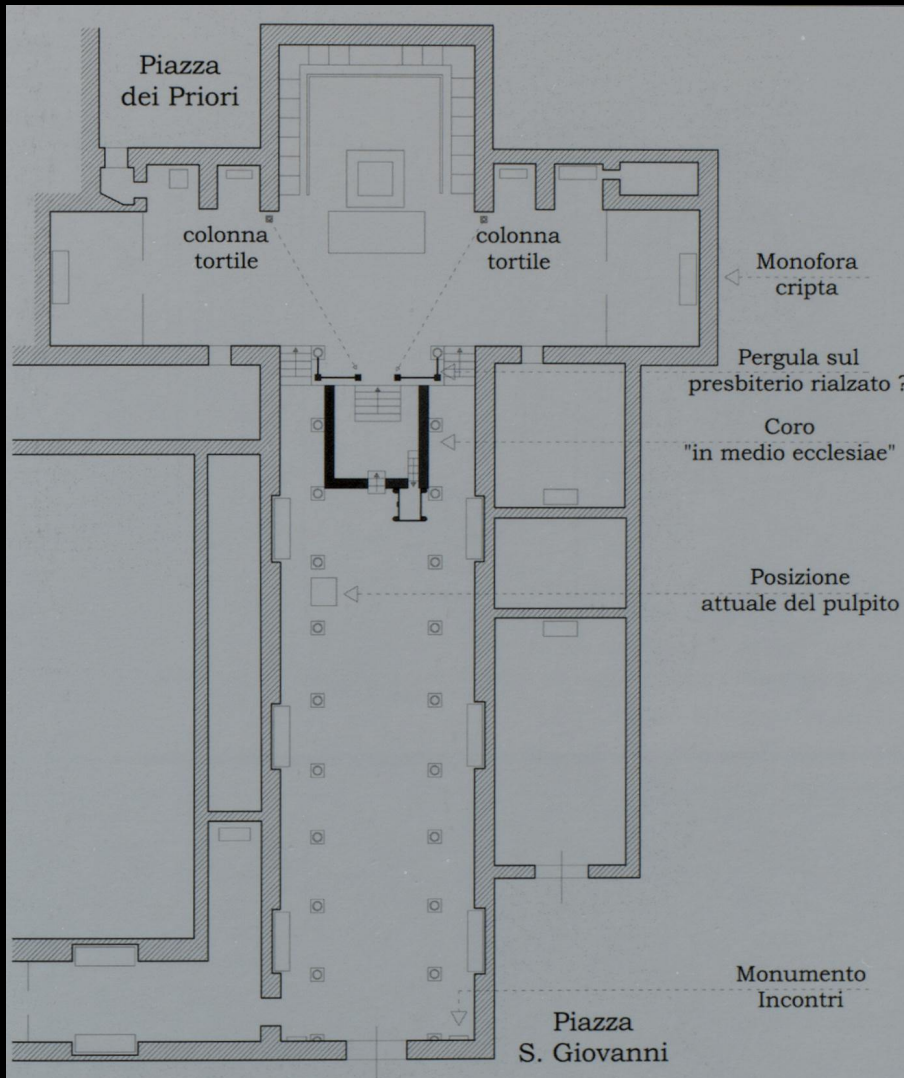 Piazza
dei Priori
colonna
tortile
colonna
tortile
Monofora
cripta
Pergula sul
presbiterio rialzato ?
Coro
"in medio ecclesiae"
Posizione
attuale del pulpito
Monumento
Incontri
Piazza
S. Giovanni